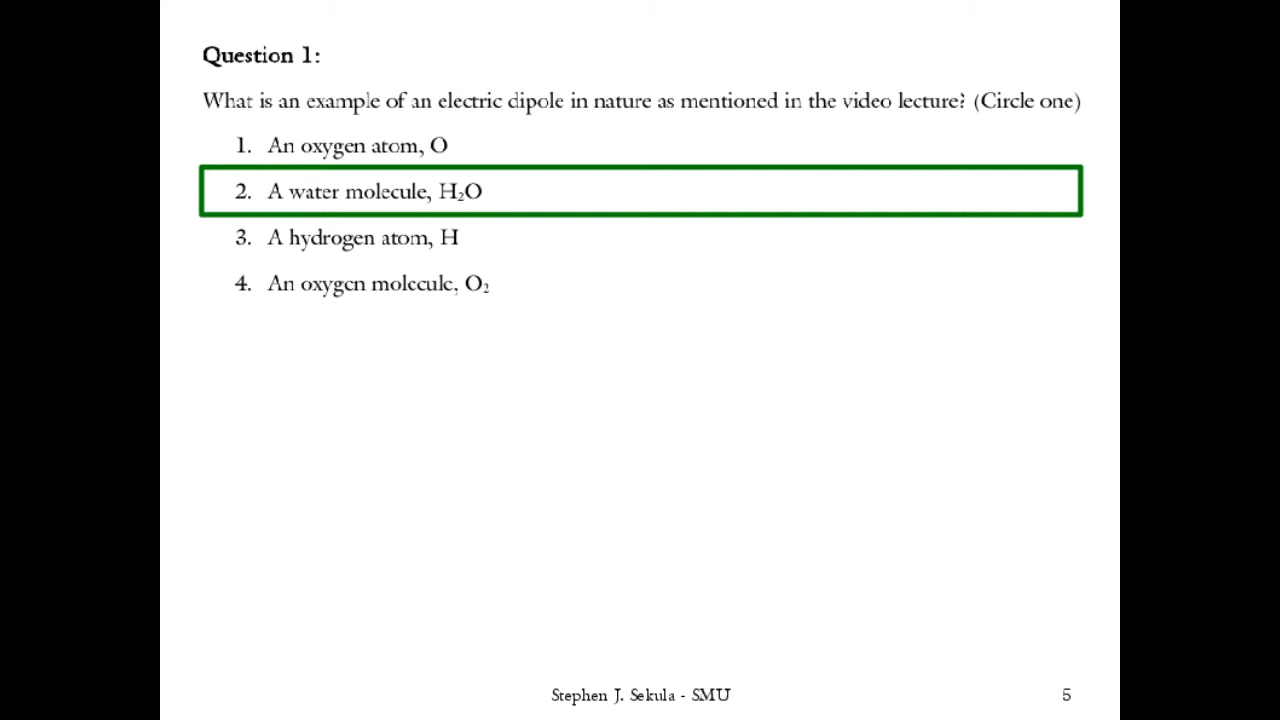 Question 1:
What is an example of an electric dipole in nature as mentioned in the video lecture? (Circle one)
1. An oxygen atom, O
2. A water molecule, H₂O
3. A hydrogen atom, H
4. An oxygen molecule, O₂
Stephen J. Sekula - SMU
5